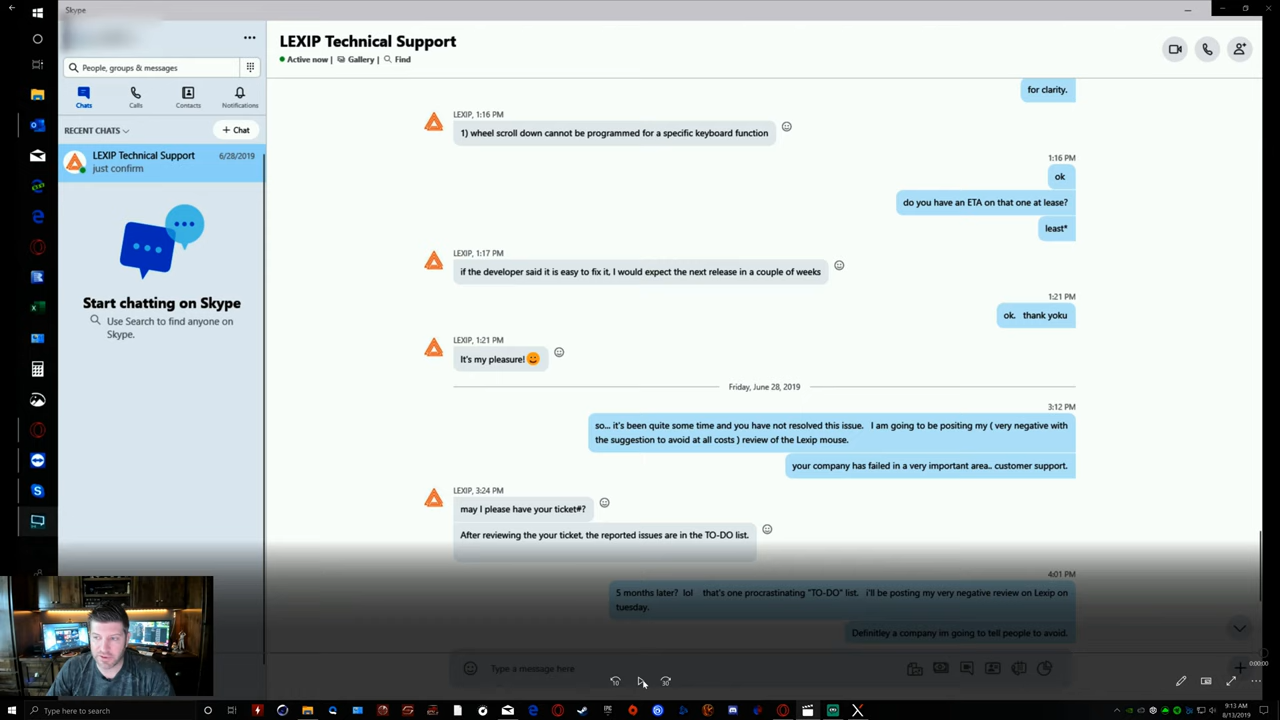 Skype
People, groups & messages
Chats
Calls
Contacts
Notifications
RECENT CHATS
+ Chat
LEXIP Technical Support
6/28/2019
just confirm
Start chatting on Skype
Use Search to find anyone on
Skype.
LEXIP Technical Support
Active now | Gallery | Find
for clarity.
LEXIP, 1:16 PM
1) wheel scroll down cannot be programmed for a specific keyboard function
1:16 PM
ok
do you have an ETA on that one at lease?
least*
LEXIP, 1:17 PM
if the developer said it is easy to fix it, I would expect the next release in a couple of weeks
1:21 PM
ok. thank yoku
LEXIP, 1:21 PM
It's my pleasure!
Friday, June 28, 2019
3:12 PM
so... it's been quite some time and you have not resolved this issue. I am going to be positing my ( very negative with
the suggestion to avoid at all costs ) review of the Lexip mouse.
your company has failed in a very important area.. customer support.
LEXIP, 3:24 PM
may I please have your ticket#?
After reviewing the your ticket, the reported issues are in the TO-DO list.
4:01 PM
5 months later? lol that's one procrastinating "TO-DO" list. i'll be posting my very negative review on Lexip on
tuesday.
Definitley a company im going to tell people to avoid.
Type a message here
10
30
0:00:00
Type here to search
9:13 AM
8/13/2019